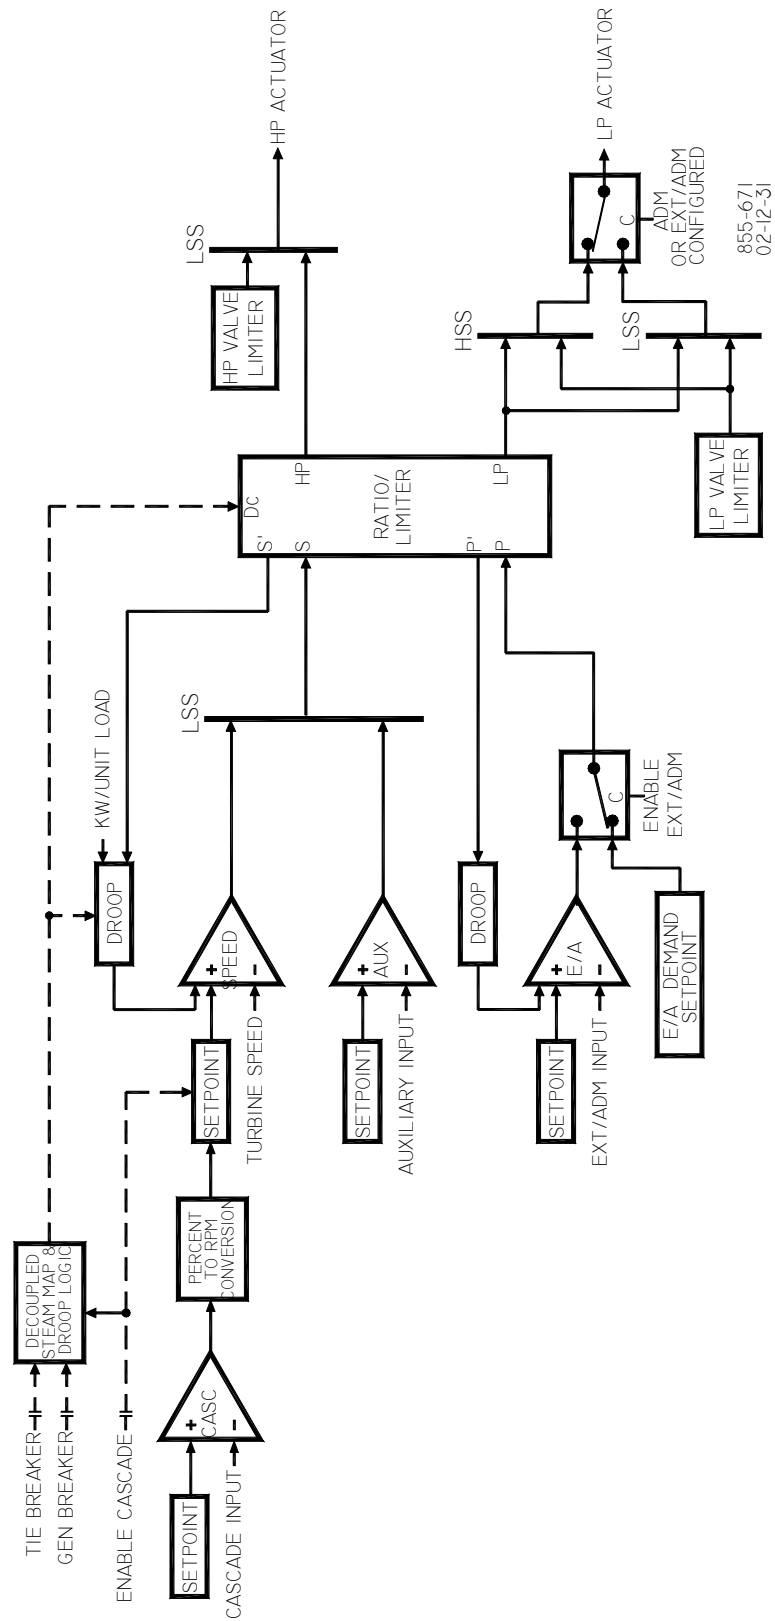 TIE BREAKER
GEN BREAKER
ENABLE CASCADE
DECOUPLED
STEAM MAP &
DROOP LOGIC
SETPOINT
CASCADE INPUT
+
CASC
-
PERCENT
TO RPM
CONVERSION
SETPOINT
TURBINE SPEED
DROOP
KW/UNIT LOAD
+
SPEED
-
SETPOINT
AUXILIARY INPUT
+
AUX
-
LSS
SETPOINT
EXT/ADM INPUT
DROOP
+
E/A
-
E/A DEMAND
SETPOINT
C
ENABLE
EXT/ADM
Dc
S'
S
HP
RATIO/
LIMITER
P'
P
LP
HP VALVE
LIMITER
LSS
HP ACTUATOR
LP VALVE
LIMITER
HSS
LSS
C
ADM
OR EXT/ADM
CONFIGURED
LP ACTUATOR
855-671
02-12-31